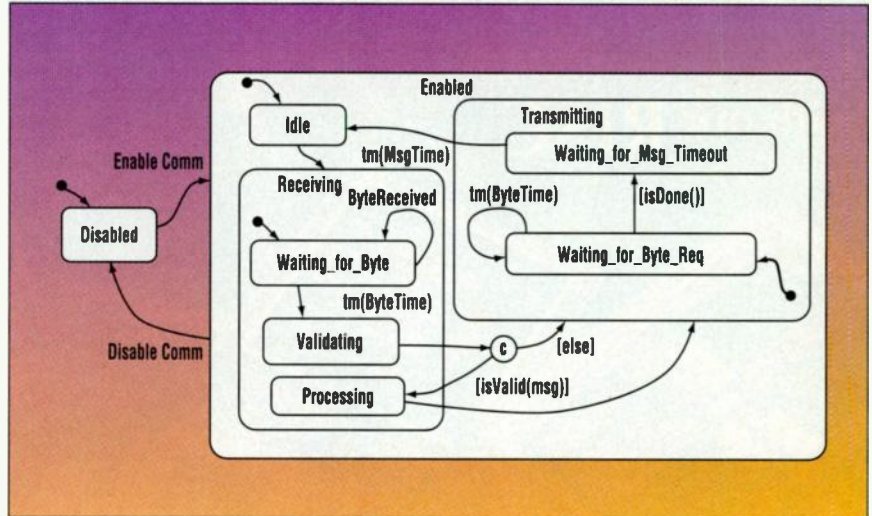 Enabled
Transmitting
Idle
Waiting_for_Msg_Timeout
Enable Comm
tm(MsgTime)
Receiving
ByteReceived
tm(ByteTime)
[isDone()]
Disabled
Waiting_for_Byte
Waiting_for_Byte_Req
tm(ByteTime)
Validating
c
[else]
Disable Comm
[isValid(msg)]
Processing